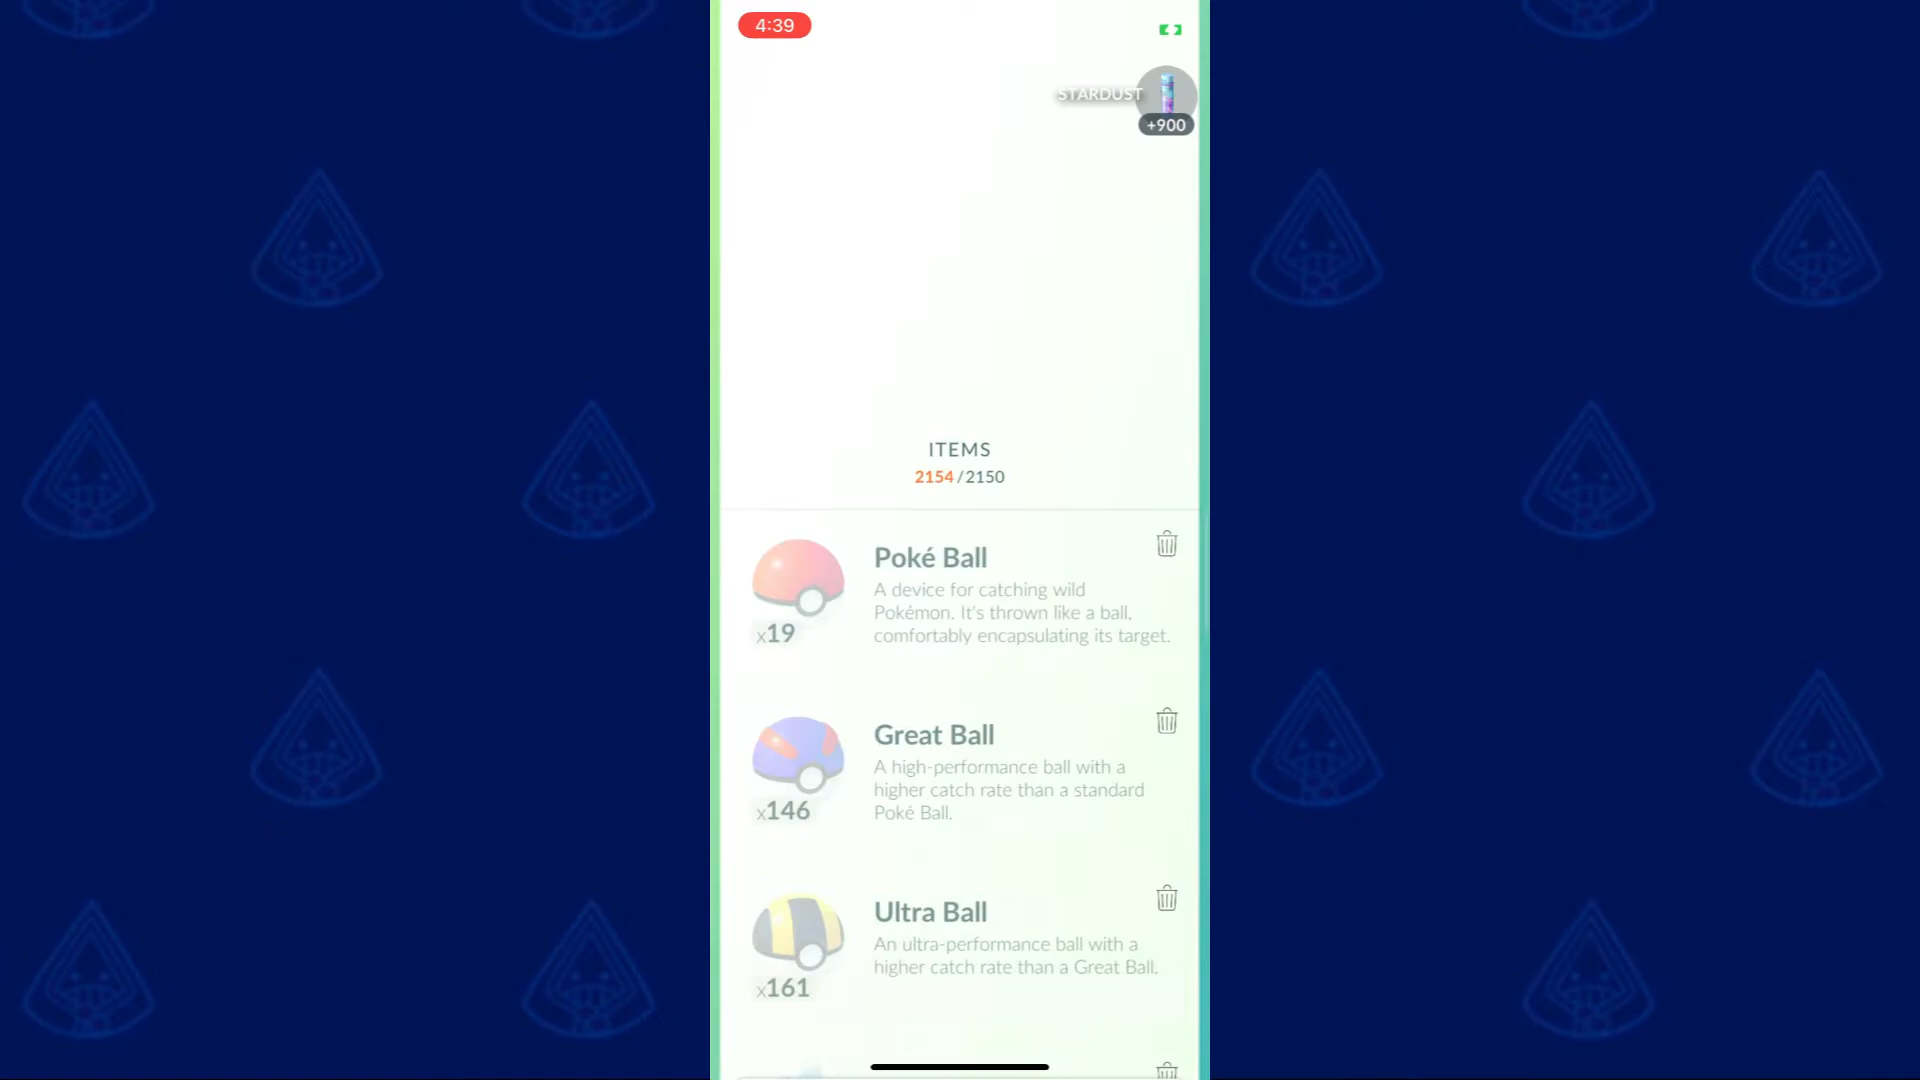 4:39
STARDUST
+900
ITEMS
2154/2150
Poké Ball
A device for catching wild
Pokémon. It's thrown like a ball,
comfortably encapsulating its target.
x19
Great Ball
A high-performance ball with a
higher catch rate than a standard
Poké Ball.
x146
Ultra Ball
An ultra-performance ball with a
higher catch rate than a Great Ball.
x161